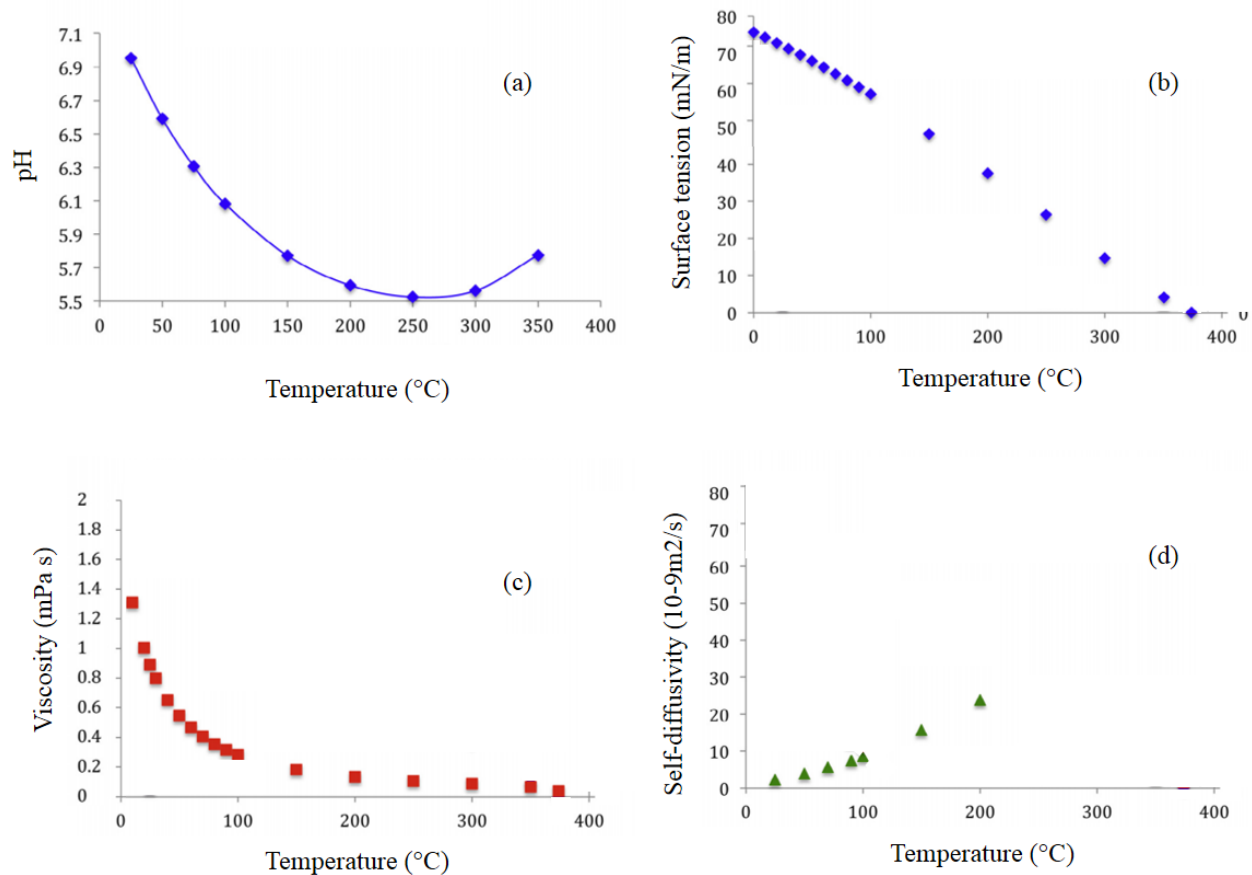 7.1
6.9
6.7
6.5
6.3
6.1
5.9
5.7
5.5
0 50 100 150 200 250 300 350 400
pH
Temperature (°C)
(a)
80
70
60
50
40
30
20
10
0
0 100 200 300 400
0
Surface tension (mN/m)
Temperature (°C)
(b)
2
1.8
1.6
1.4
1.2
1
0.8
0.6
0.4
0.2
0
0 100 200 300 400
Viscosity (mPa s)
Temperature (°C)
(c)
80
70
60
50
40
30
20
10
0
0 100 200 300 400
Self-diffusivity (10-9m2/s)
Temperature (°C)
(d)